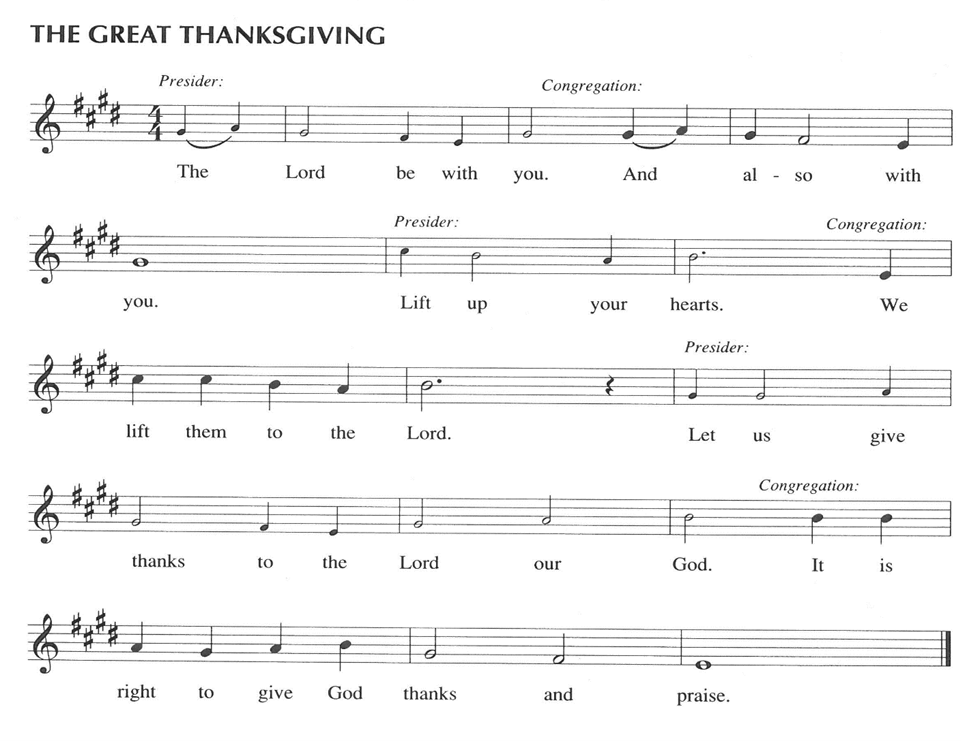 THE GREAT THANKSGIVING
Presider: Congregation:
4
4
The Lord be with you. And al - so with
Presider: Congregation:
you. Lift up your hearts. We
Presider:
lift them to the Lord. Let us give
Congregation:
thanks to the Lord our God. It is
right to give God thanks and praise.